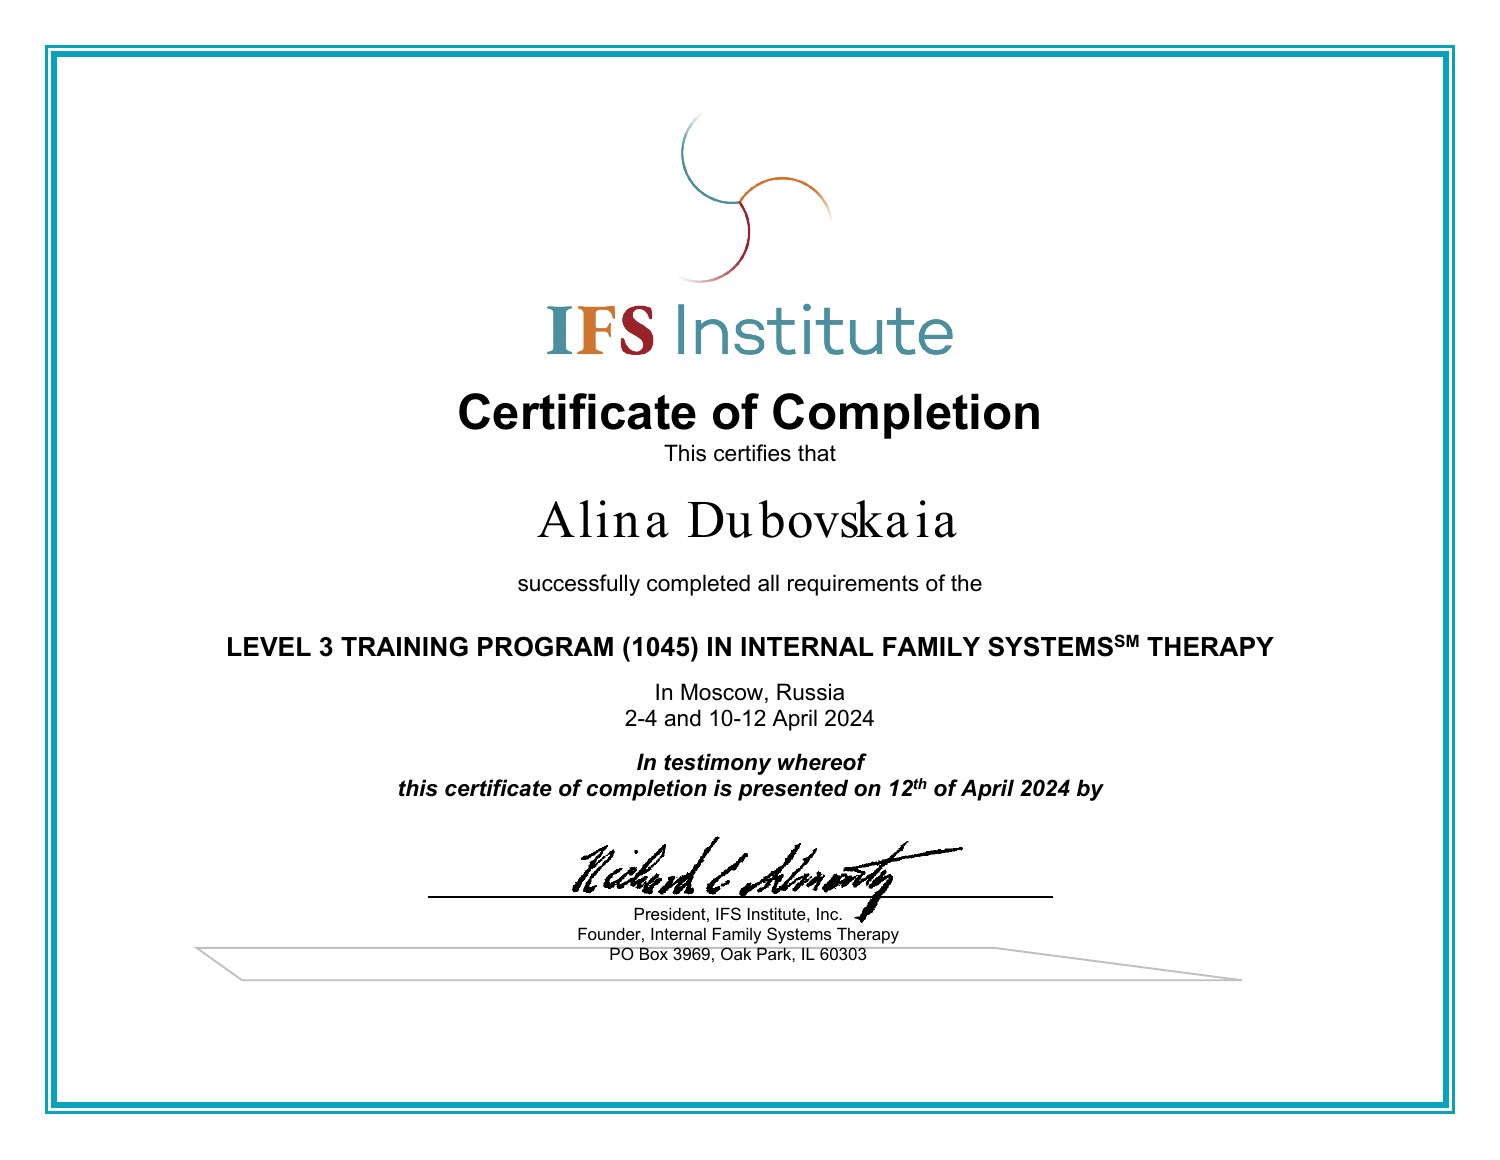 IFS Institute
Certificate of Completion
This certifies that
Alina Dubovskaia
successfully completed all requirements of the
LEVEL 3 TRAINING PROGRAM (1045) IN INTERNAL FAMILY SYSTEMS℠ THERAPY
In Moscow, Russia
2-4 and 10-12 April 2024
In testimony whereof
this certificate of completion is presented on 12th of April 2024 by
Richard C Schwartz
President, IFS Institute, Inc.
Founder, Internal Family Systems Therapy
PO Box 3969, Oak Park, IL 60303